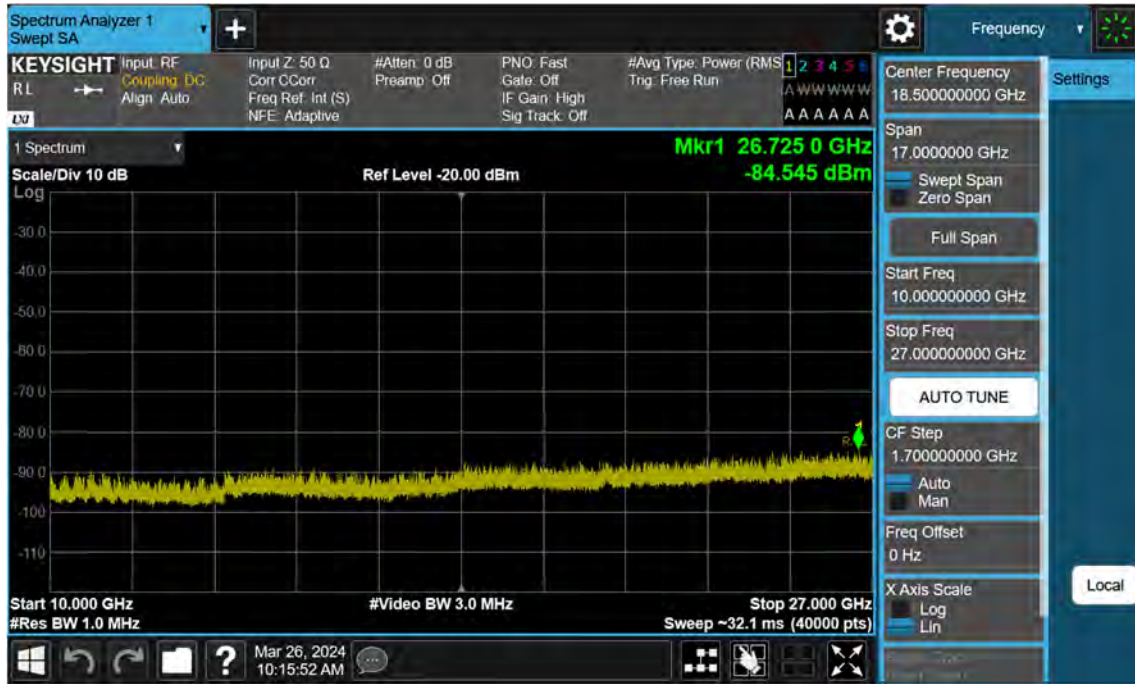 Spectrum Analyzer 1
Swept SA
Frequency
KEYSIGHT
Input: RF
Input Z: 50 Ω
#Atten: 0 dB
PNO: Fast
#Avg Type: Power (RMS
1 2 3 4 5 6
R L
Coupling: DC
Corr CCorr
Preamp: Off
Gate: Off
Trig: Free Run
Align: Auto
Freq Ref: Int (S)
IF Gain: High
A W W W W W
LXI
NFE: Adaptive
Sig Track: Off
A A A A A A
Center Frequency
18.500000000 GHz
Settings
1 Spectrum
Mkr1 26.725 0 GHz
Scale/Div 10 dB
Ref Level -20.00 dBm
-84.545 dBm
Span
17.0000000 GHz
Swept Span
Zero Span
Full Span
Start Freq
10.000000000 GHz
Stop Freq
27.000000000 GHz
AUTO TUNE
CF Step
1.700000000 GHz
Auto
Man
Freq Offset
0 Hz
X Axis Scale
Log
Lin
Local
Log
-30.0
-40.0
-50.0
-60.0
-70.0
-80.0
-90.0
-100
-110
1
Start 10.000 GHz
#Video BW 3.0 MHz
Stop 27.000 GHz
#Res BW 1.0 MHz
Sweep ~32.1 ms (40000 pts)
?
Mar 26, 2024
10:15:52 AM